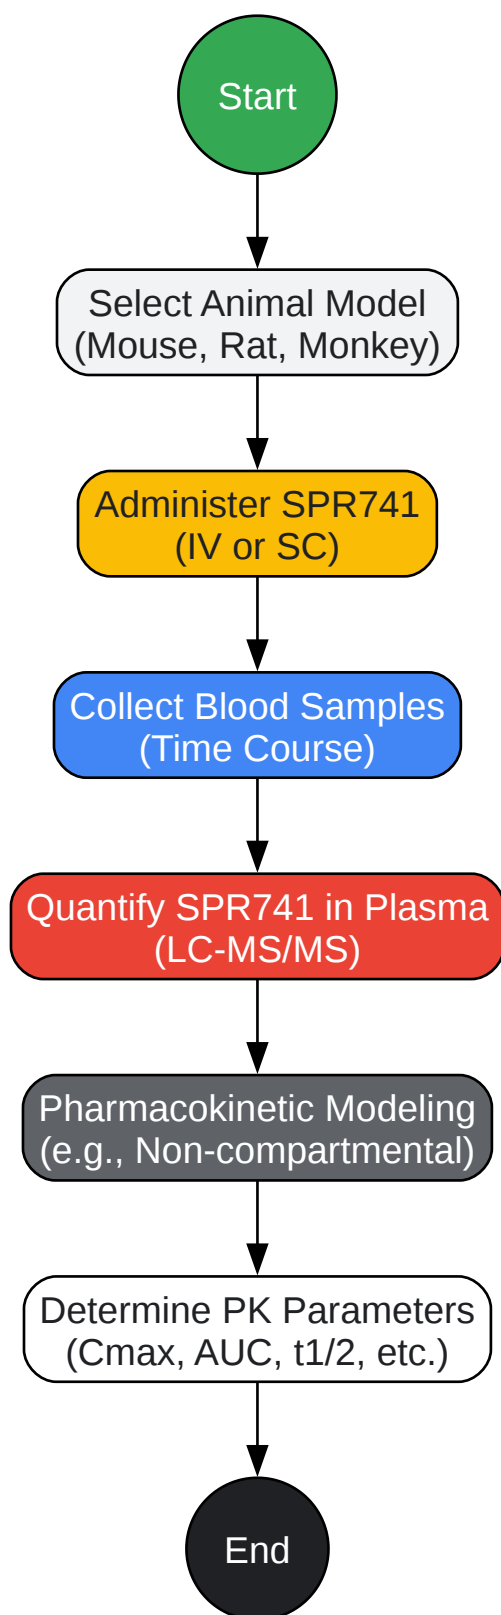 Start
Select Animal Model
(Mouse, Rat, Monkey)
Administer SPR741
(IV or SC)
Collect Blood Samples
(Time Course)
Quantify SPR741 in Plasma
(LC-MS/MS)
Pharmacokinetic Modeling
(e.g., Non-compartmental)
Determine PK Parameters
(Cmax, AUC, t1/2, etc.)
End